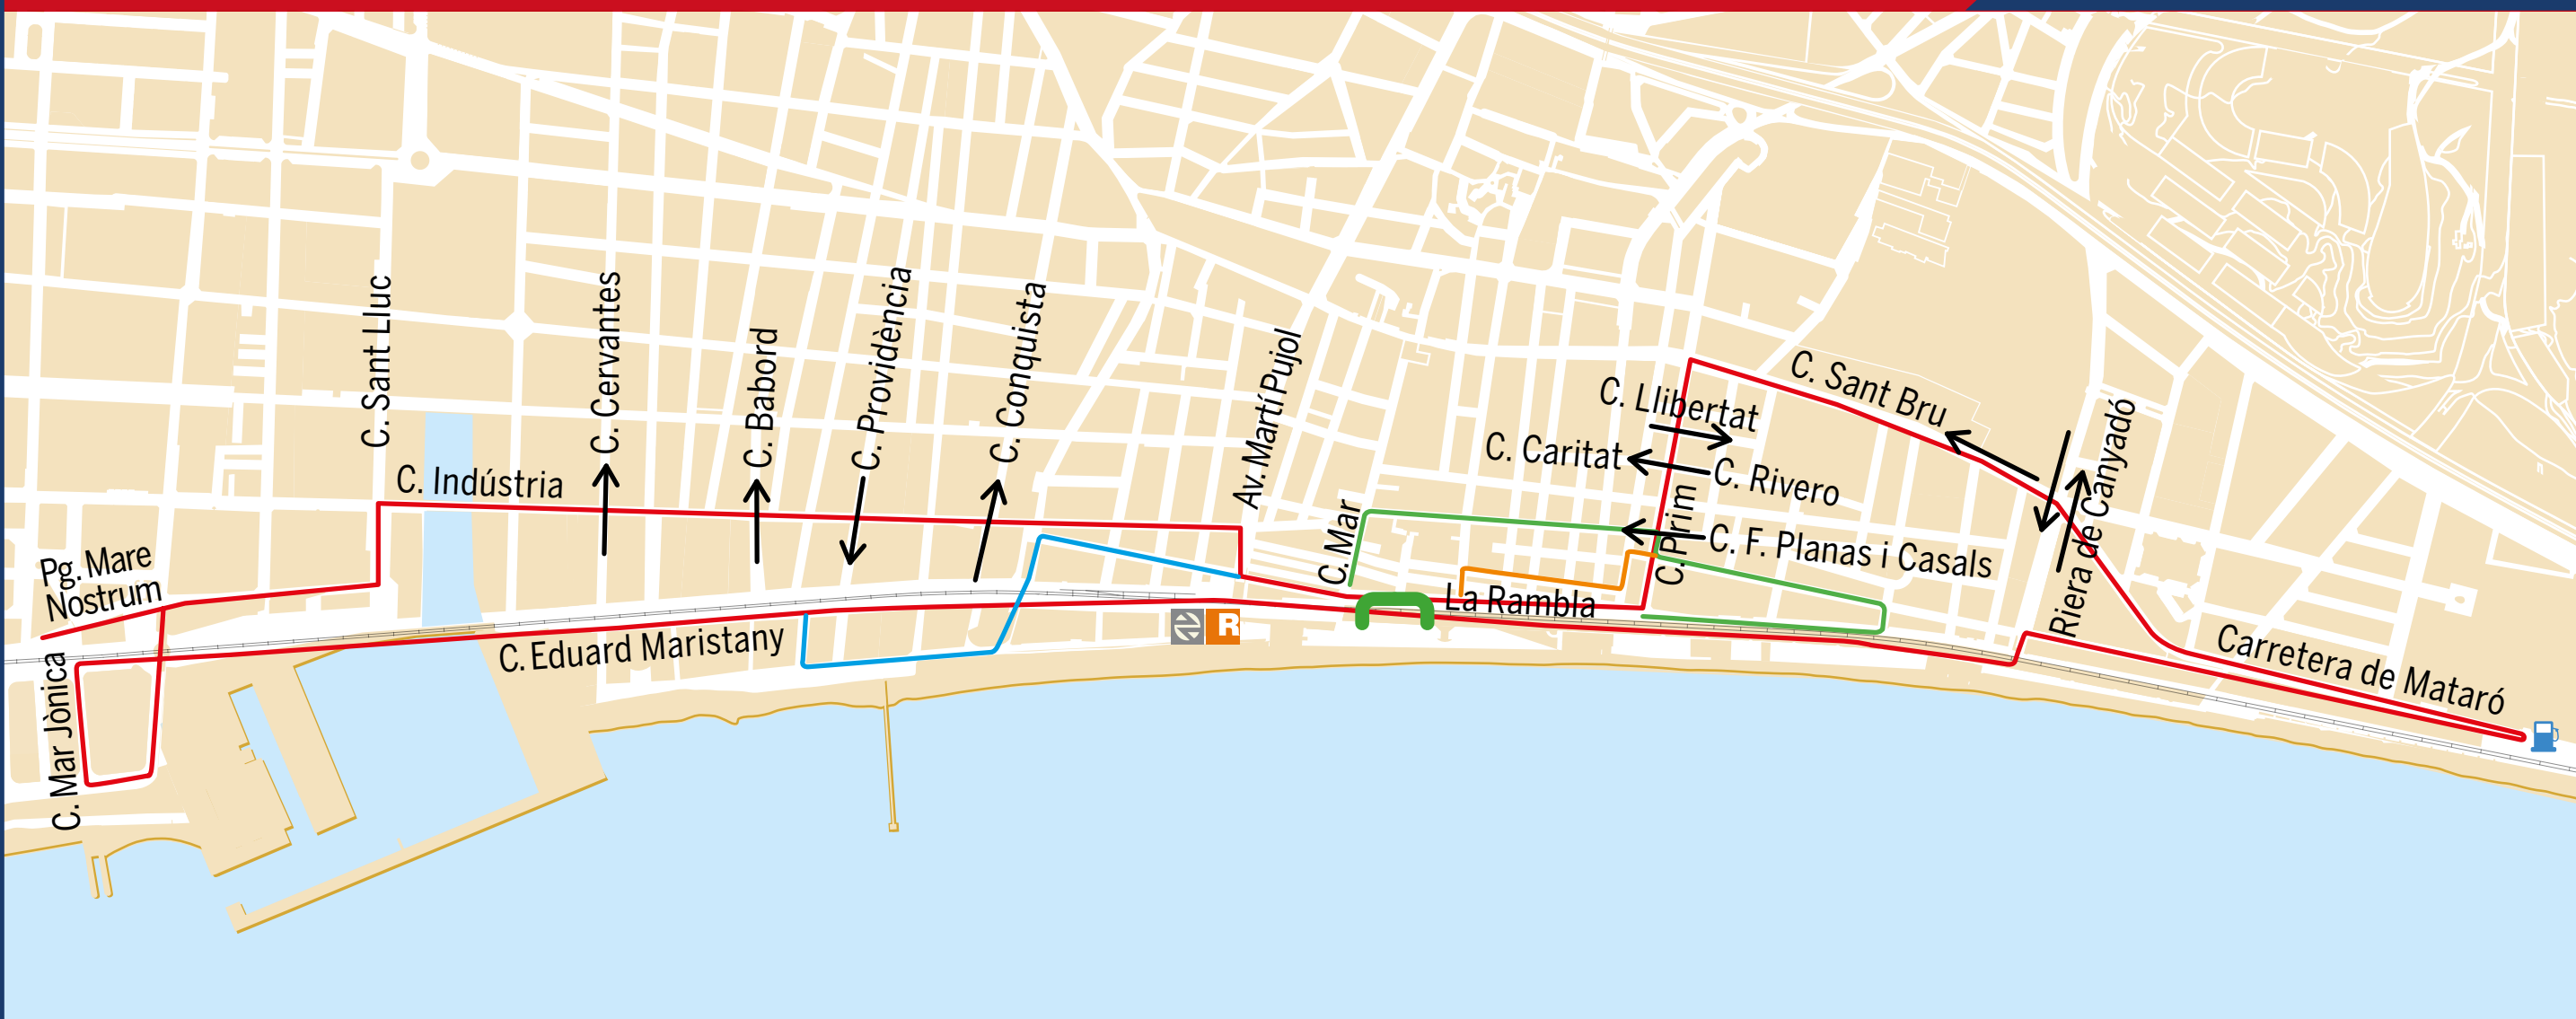 C. Sant Lluc
C. Cervantes
C. Babord
C. Providència
C. Conquista
Av. Martí Pujol
C. Llibertat
C. Sant Bru
C. Caritat
C. Rivero
C. Indústria
C. Mar
C. Prim
C. F. Planas i Casals
Riera de Canyadó
Pg. Mare
Nostrum
La Rambla
R
C. Eduard Maristany
C. Mar Jònica
Carretera de Mataró